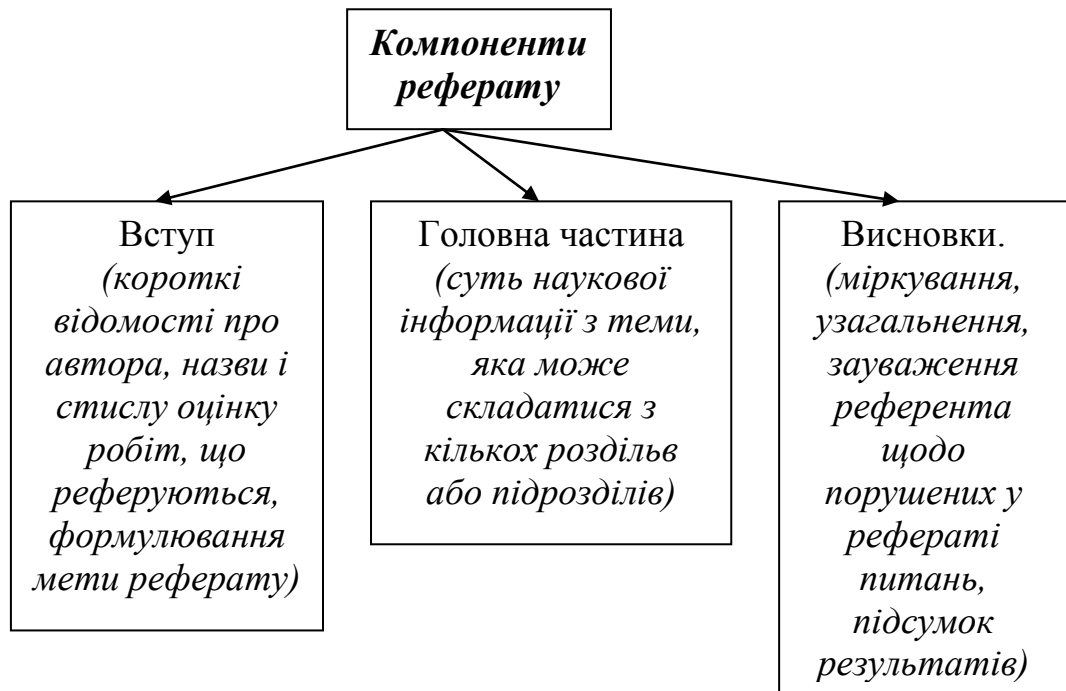 Компоненти
реферату
Вступ
(короткі
відомості про
автора, назви і
стислу оцінку
робіт, що
реферуються,
формулювання
мети реферату)
Головна частина
(суть наукової
інформації з теми,
яка може
складатися з
кількох роздільв
або підрозділів)
Висновки.
(міркування,
узагальнення,
зауваження
референта
щодо
порушених у
рефераті
питань,
підсумок
результатів)